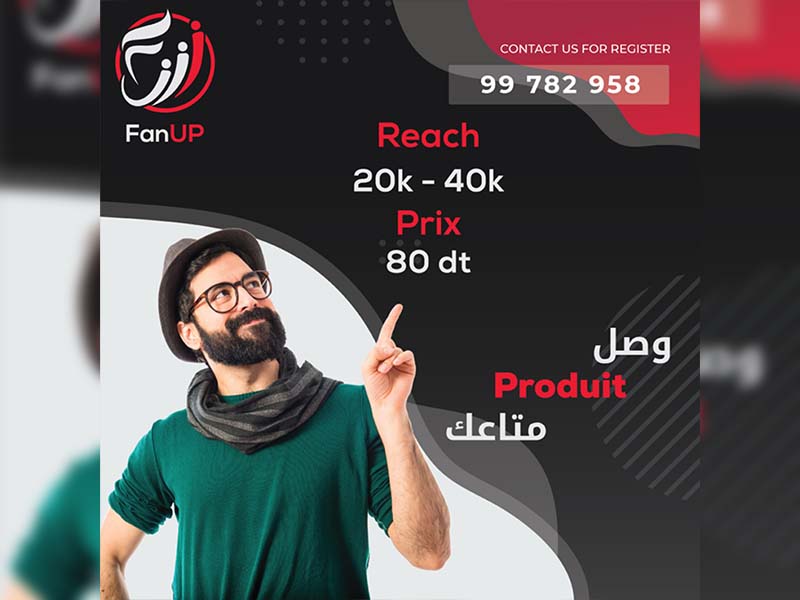 FanUP
CONTACT US FOR REGISTER
99 782 958
Reach
20k - 40k
Prix
80 dt
وصل
Produit
متاعك